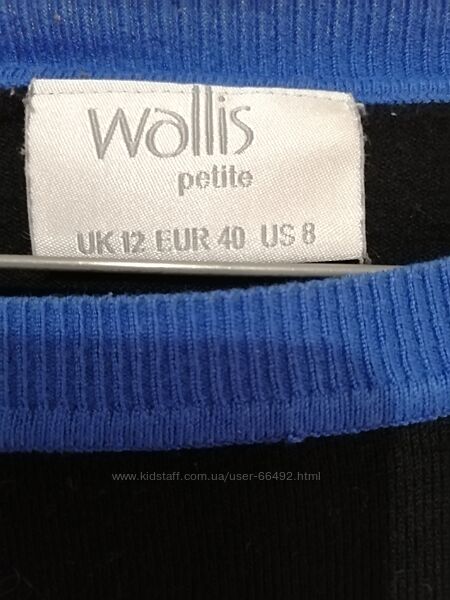 Wallis
petite
UK 12 EUR 40 US 8
www.kidstaff.com.ua/user-66492.html